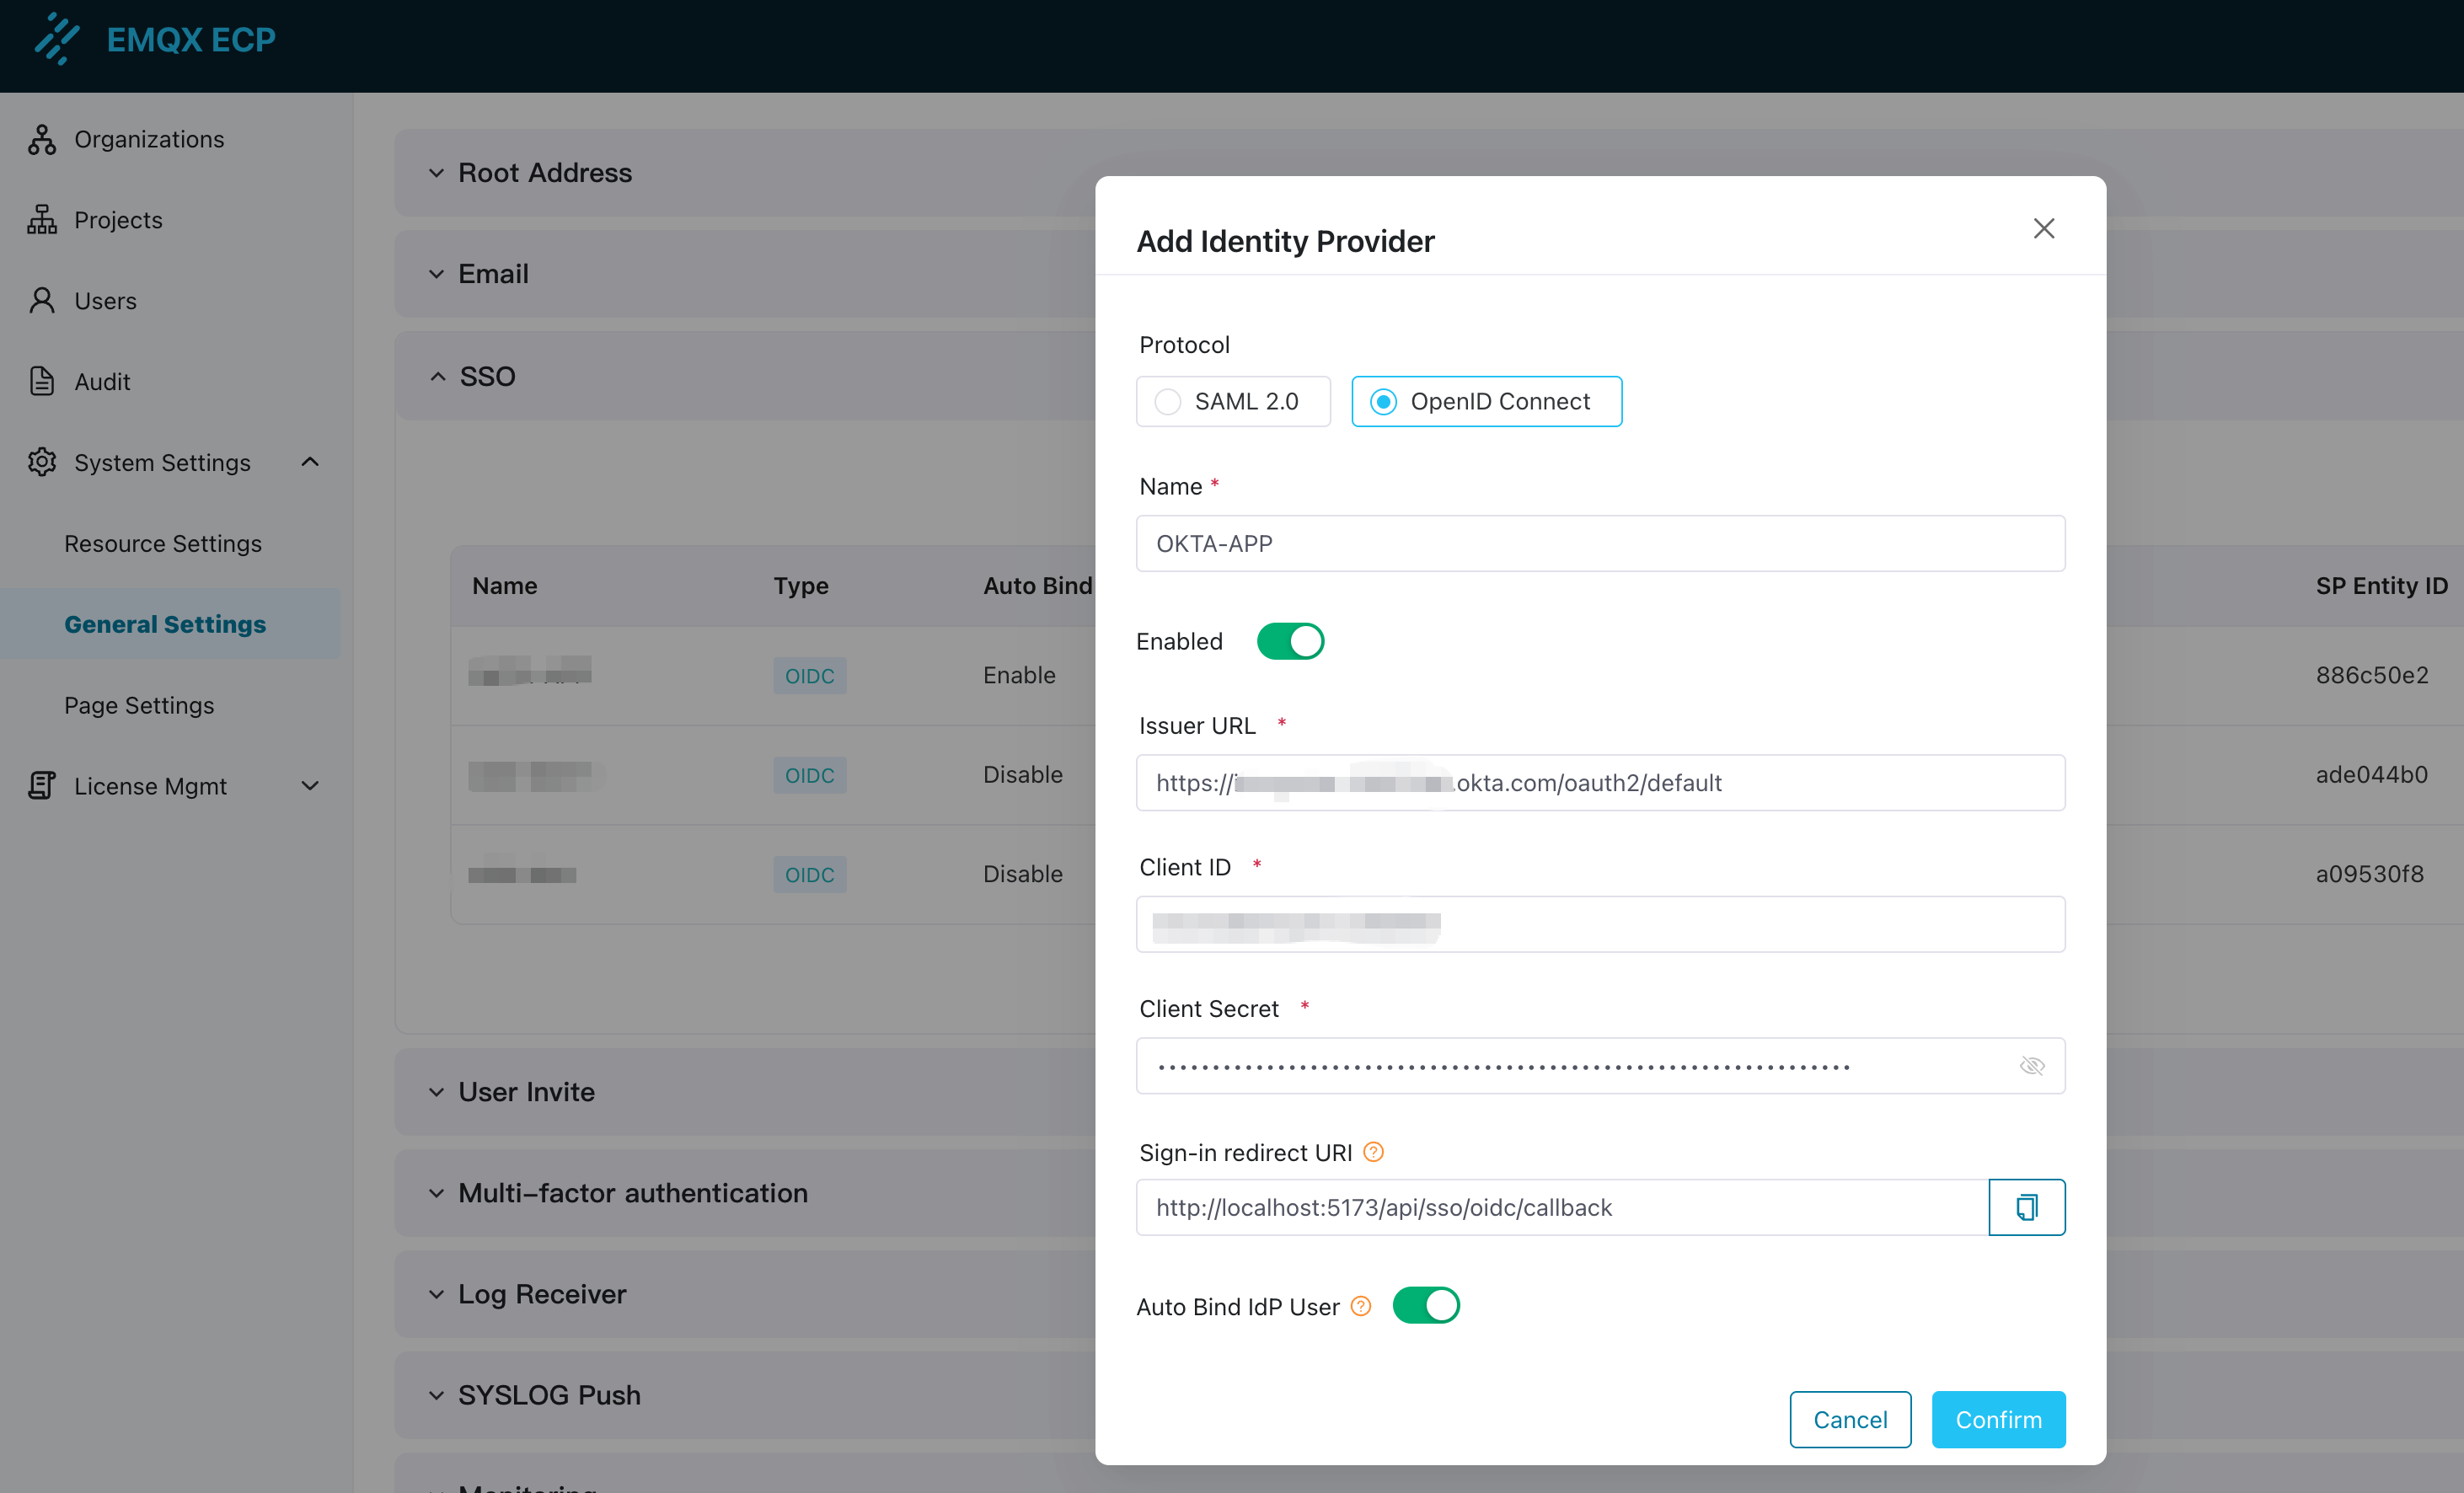 EMQX ECP
Organizations
Projects
Users
Audit
System Settings
Resource Settings
General Settings
Page Settings
License Mgmt
Root Address
Email
SSO
Name Type Auto Bind SP Entity ID
OIDC Enable 886c50e2
OIDC Disable ade044b0
OIDC Disable a09530f8
User Invite
Multi-factor authentication
Log Receiver
SYSLOG Push
Add Identity Provider
Protocol
SAML 2.0 OpenID Connect
Name *
OKTA-APP
Enabled
Issuer URL *
https:// .okta.com/oauth2/default
Client ID *
Client Secret *
Sign-in redirect URI
http://localhost:5173/api/sso/oidc/callback
Auto Bind IdP User
Cancel Confirm